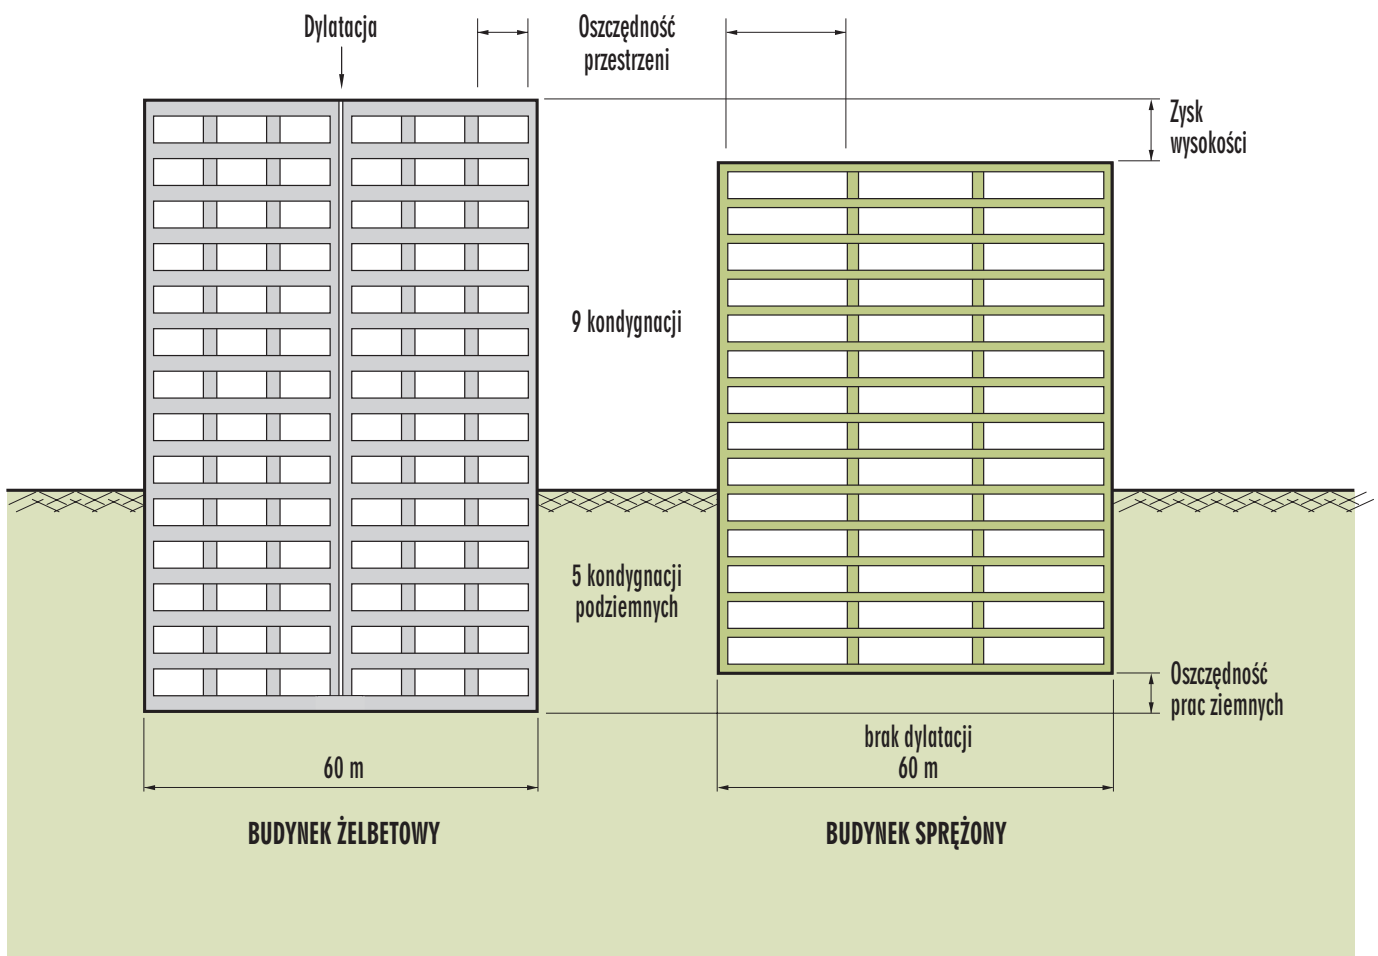 Dylatacja
Oszczędność
przestrzeni
Zysk
wysokości
9 kondygnacji
5 kondygnacji
podziemnych
Oszczędność
prac ziemnych
brak dylatacji
60 m
60 m
BUDYNEK ŻELBETOWY
BUDYNEK SPRĘŻONY